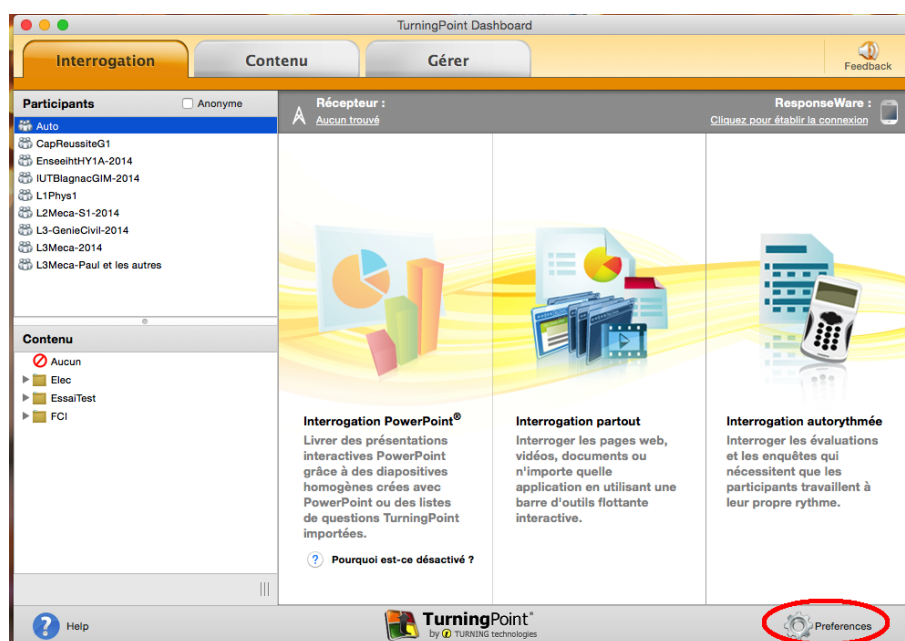 TurningPoint Dashboard
Interrogation
Contenu
Gérer
Feedback
Participants
Anonyme
Auto
CapReussiteG1
EnseeihtHY1A-2014
IUTBlagnacGIM-2014
L1Phys1
L2Meca-S1-2014
L3-GenieCivil-2014
L3Meca-2014
L3Meca-Paul et les autres
Contenu
Aucun
Elec
EssaiTest
FCI
Récepteur :
Aucun trouvé
ResponseWare :
Cliquez pour établir la connexion
Interrogation PowerPoint®
Livrer des présentations
interactives PowerPoint
grâce à des diapositives
homogènes crées avec
PowerPoint ou des listes
de questions TurningPoint
importées.
? Pourquoi est-ce désactivé ?
Interrogation partout
Interroger les pages web,
vidéos, documents ou
n'importe quelle
application en utilisant une
barre d'outils flottante
interactive.
Interrogation autorythmée
Interroger les évaluations
et les enquêtes qui
nécessitent que les
participants travaillent à
leur propre rythme.
? Help
TurningPoint®
by TURNING technologies
Preferences